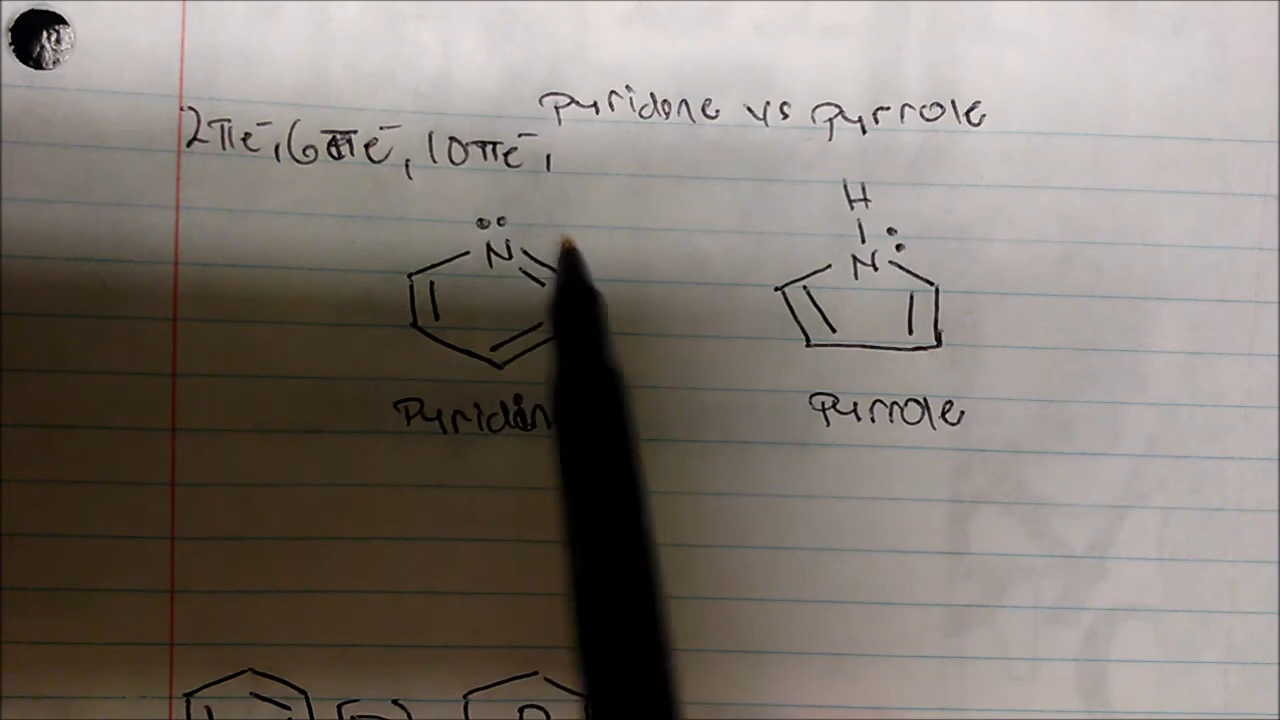 pyridine vs pyrrole
2πe⁻, 6πe⁻, 10πe⁻,
H
N
N
Pyridin
Pyrrole